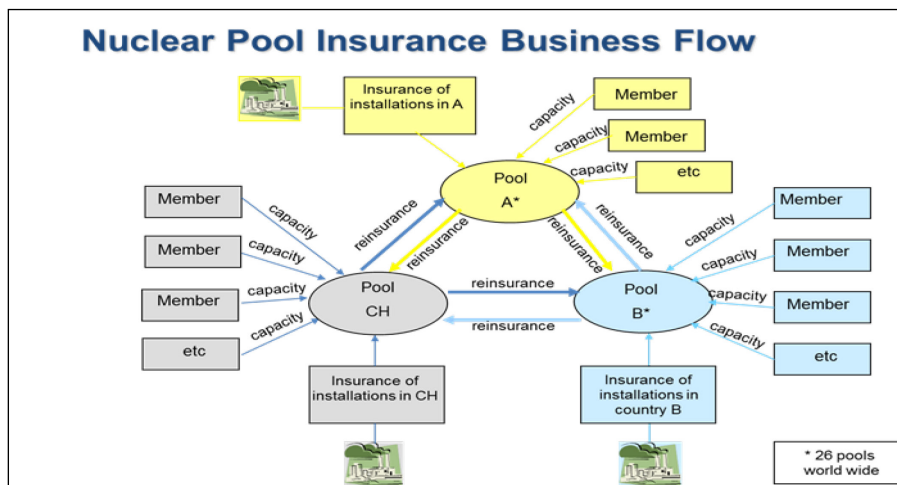 Nuclear Pool Insurance Business Flow
Insurance of
installations in A
capacity
Member
capacity
Member
capacity
etc
Pool
A*
Member
capacity
Member
capacity
Member
capacity
etc
capacity
reinsurance
reinsurance
reinsurance
reinsurance
Member
capacity
Member
capacity
Member
capacity
etc
capacity
Pool
CH
reinsurance
reinsurance
Pool
B*
Insurance of
installations in CH
Insurance of
installations in
country B
* 26 pools
world wide